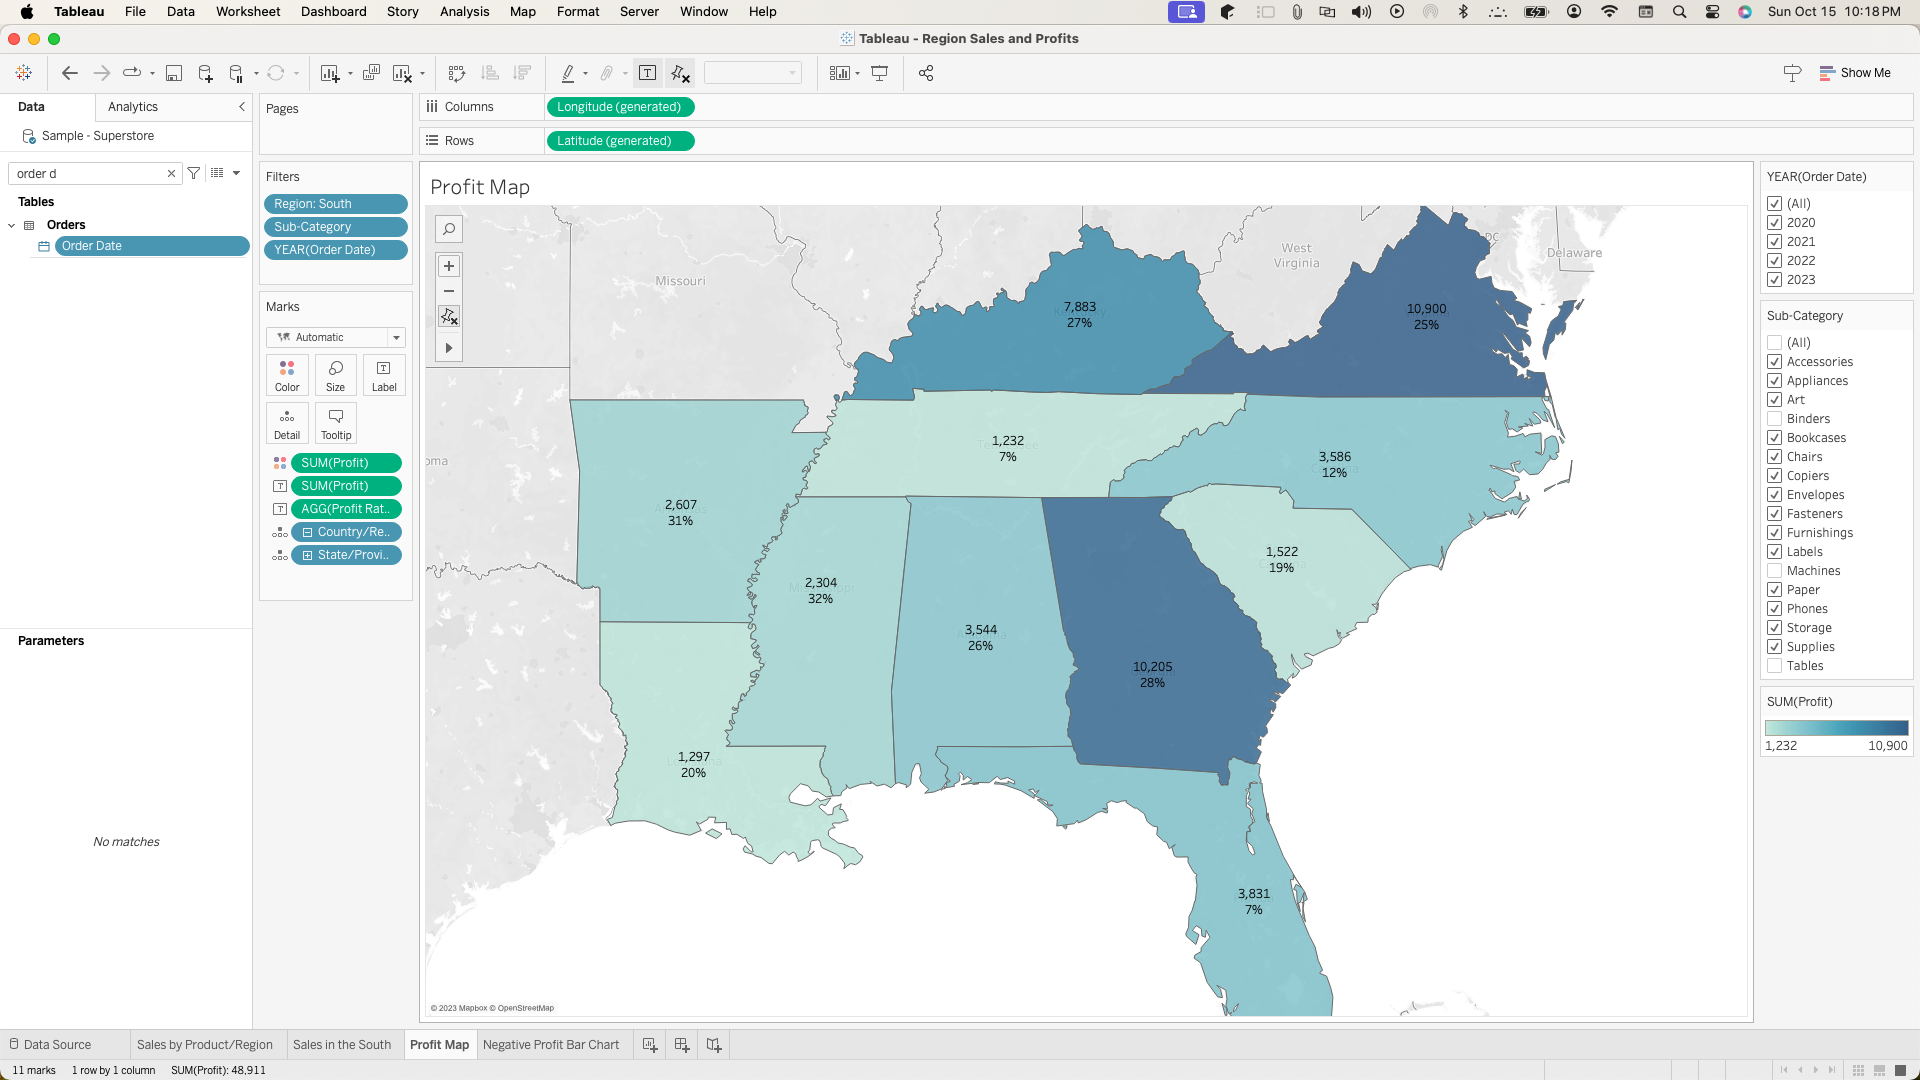 Tableau File Data Worksheet Dashboard Story Analysis Map Format Server Window Help Sun Oct 15 10:18 PM
Tableau - Region Sales and Profits
Show Me
Data Analytics
Sample - Superstore
order d
Tables
Orders
Order Date
Parameters
No matches
Pages
Filters
Region: South
Sub-Category
YEAR(Order Date)
Marks
Automatic
Color Size Label
Detail Tooltip
SUM(Profit)
SUM(Profit)
AGG(Profit Rat..
Country/Re..
State/Provi..
Columns Longitude (generated)
Rows Latitude (generated)
Profit Map
Missouri
West
Virginia
DC
Delaware
oma
7,883
27%
10,900
25%
1,232
7%
3,586
12%
2,607
31%
1,522
19%
2,304
32%
3,544
26%
10,205
28%
1,297
20%
3,831
7%
© 2023 Mapbox © OpenStreetMap
YEAR(Order Date)
(All)
2020
2021
2022
2023
Sub-Category
(All)
Accessories
Appliances
Art
Binders
Bookcases
Chairs
Copiers
Envelopes
Fasteners
Furnishings
Labels
Machines
Paper
Phones
Storage
Supplies
Tables
SUM(Profit)
1,232 10,900
Data Source Sales by Product/Region Sales in the South Profit Map Negative Profit Bar Chart
11 marks 1 row by 1 column SUM(Profit): 48,911